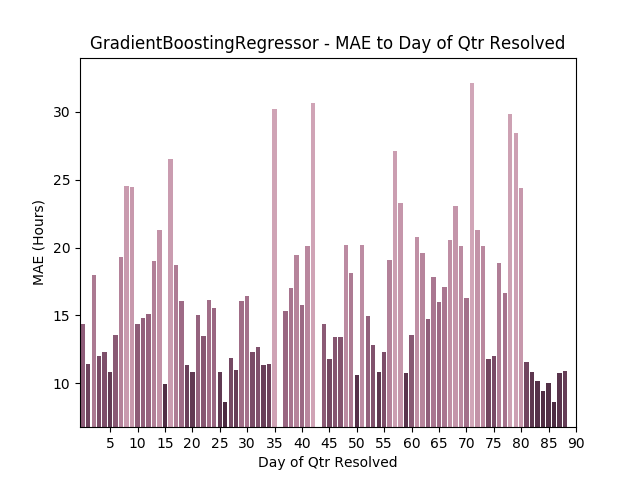 GradientBoostingRegressor - MAE to Day of Qtr Resolved
30
25
20
15
10
MAE (Hours)
5 10 15 20 25 30 35 40 45 50 55 60 65 70 75 80 85 90
Day of Qtr Resolved